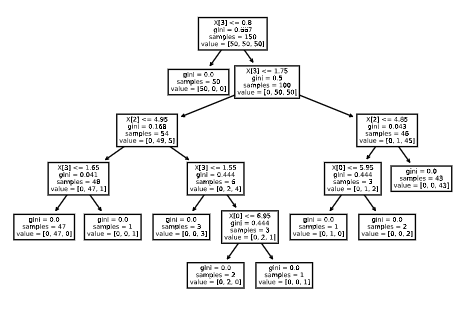 X[3] <= 0.8
gini = 0.667
samples = 150
value = [50, 50, 50]
gini = 0.0
samples = 50
value = [50, 0, 0]
X[3] <= 1.75
gini = 0.5
samples = 100
value = [0, 50, 50]
X[2] <= 4.95
gini = 0.168
samples = 54
value = [0, 49, 5]
X[2] <= 4.85
gini = 0.043
samples = 46
value = [0, 1, 45]
X[3] <= 1.65
gini = 0.041
samples = 48
value = [0, 47, 1]
X[3] <= 1.55
gini = 0.444
samples = 6
value = [0, 2, 4]
X[0] <= 5.95
gini = 0.444
samples = 3
value = [0, 1, 2]
gini = 0.0
samples = 43
value = [0, 0, 43]
gini = 0.0
samples = 47
value = [0, 47, 0]
gini = 0.0
samples = 1
value = [0, 0, 1]
gini = 0.0
samples = 3
value = [0, 0, 3]
X[0] <= 6.95
gini = 0.444
samples = 3
value = [0, 2, 1]
gini = 0.0
samples = 1
value = [0, 1, 0]
gini = 0.0
samples = 2
value = [0, 0, 2]
gini = 0.0
samples = 2
value = [0, 2, 0]
gini = 0.0
samples = 1
value = [0, 0, 1]